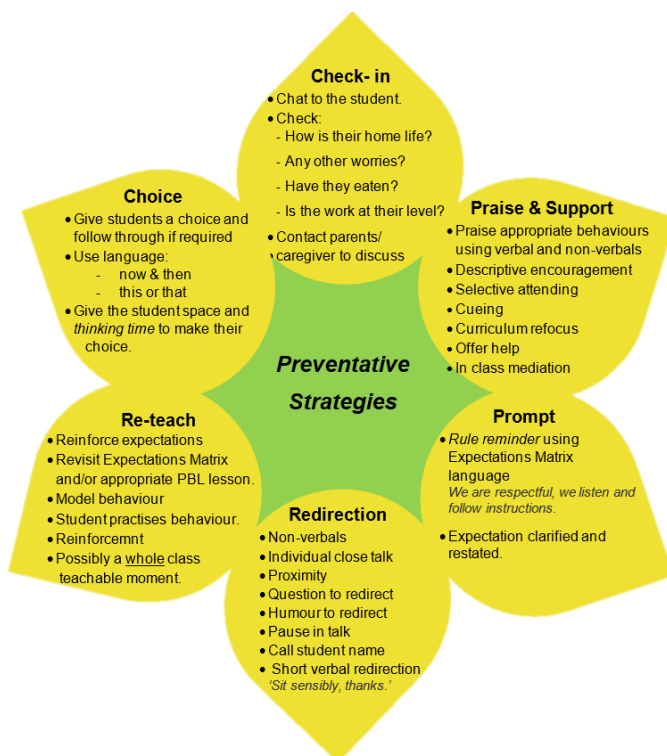 Check- in
• Chat to the student.
• Check:
- How is their home life?
- Any other worries?
- Have they eaten?
- Is the work at their level?
• Contact parents/
• caregiver to discuss
Praise & Support
• Praise appropriate behaviours
using verbal and non-verbals
• Descriptive encouragement
• Selective attending
• Cueing
• Curriculum refocus
• Offer help
• In class mediation
Prompt
• Rule reminder using
Expectations Matrix
language
We are respectful, we listen and
follow instructions.
• Expectation clarified and
restated.
Redirection
• Non-verbals
• Individual close talk
• Proximity
• Question to redirect
• Humour to redirect
• Pause in talk
• Call student name
• Short verbal redirection
‘Sit sensibly, thanks.’
Re-teach
• Reinforce expectations
• Revisit Expectations Matrix
and/or appropriate PBL lesson.
• Model behaviour
• Student practises behaviour.
• Reinforcemnt
• Possibly a whole class
teachable moment.
Choice
• Give students a choice and
follow through if required
• Use language:
- now & then
- this or that
• Give the student space and
thinking time to make their
choice.
Preventative
Strategies